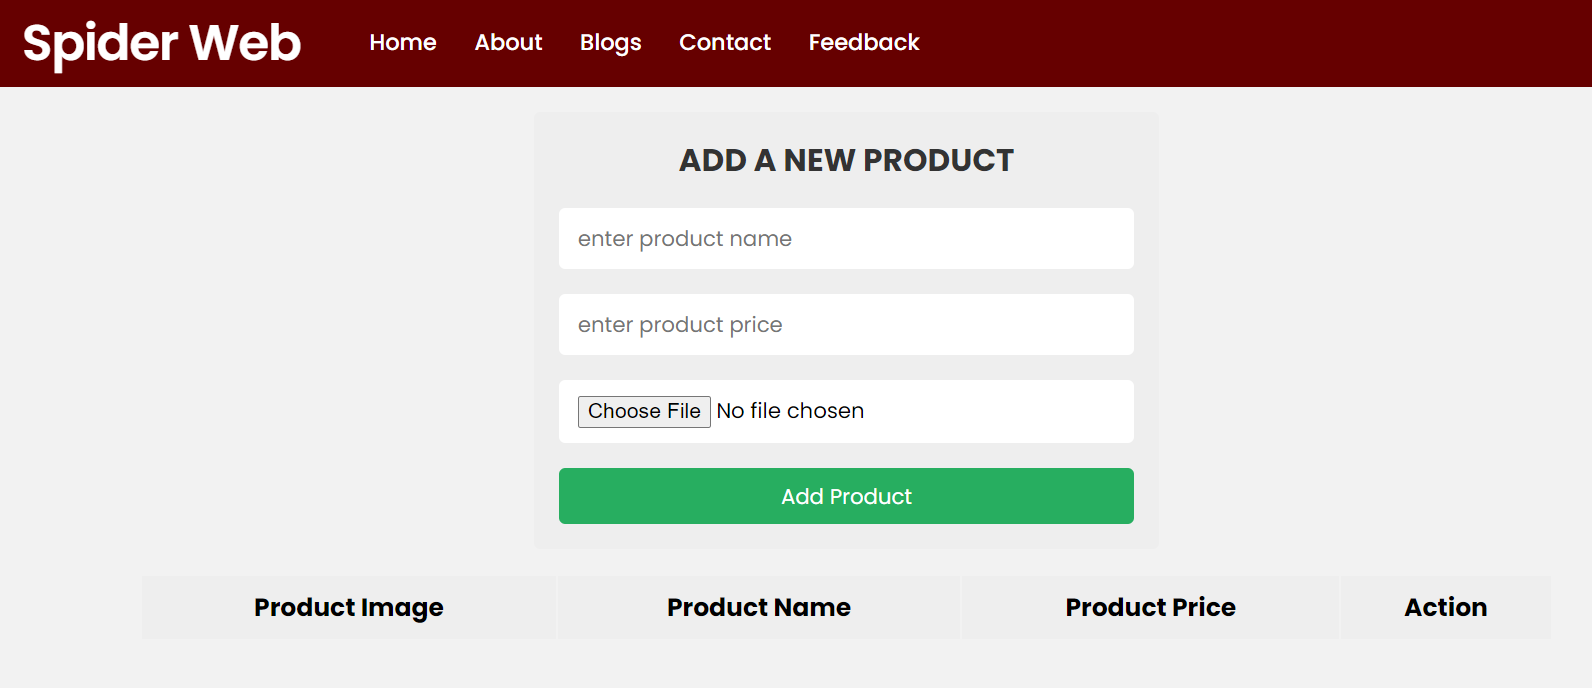 Spider Web Home About Blogs Contact Feedback
ADD A NEW PRODUCT
enter product name
enter product price
Choose File No file chosen
Add Product
Product Image Product Name Product Price Action